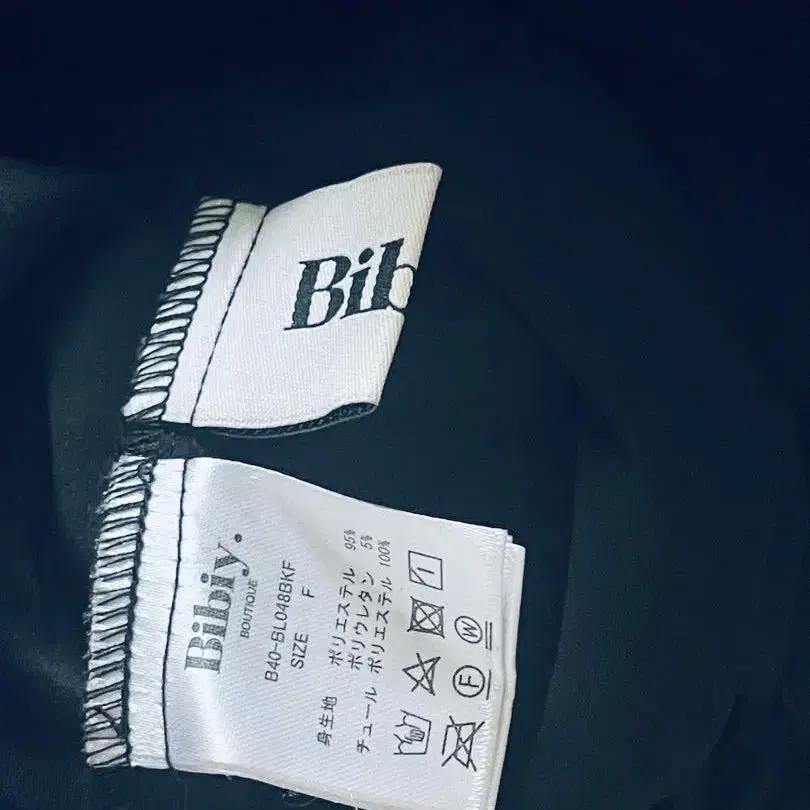 Bib
Bibiy.
BOUTIQUE
B40-BL048BKF
SIZE F
身生地 ポリエステル 95%
ポリウレタン 5%
チュール ポリエステル 100%
F W